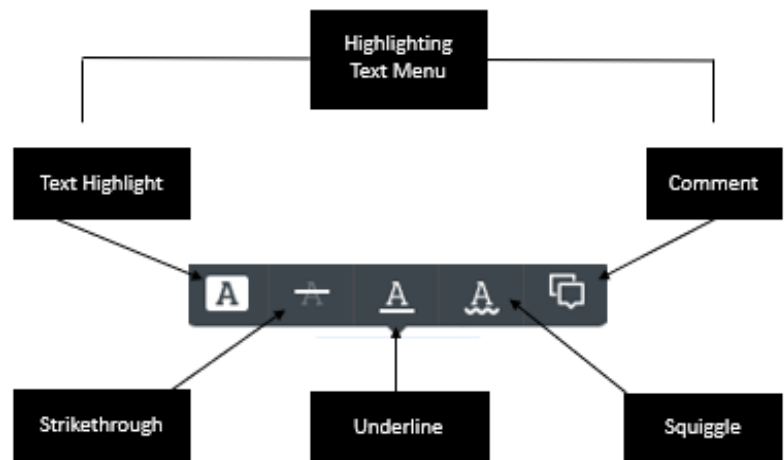 Highlighting
Text Menu
Text Highlight
Comment
A A A A
Strikethrough
Underline
Squiggle